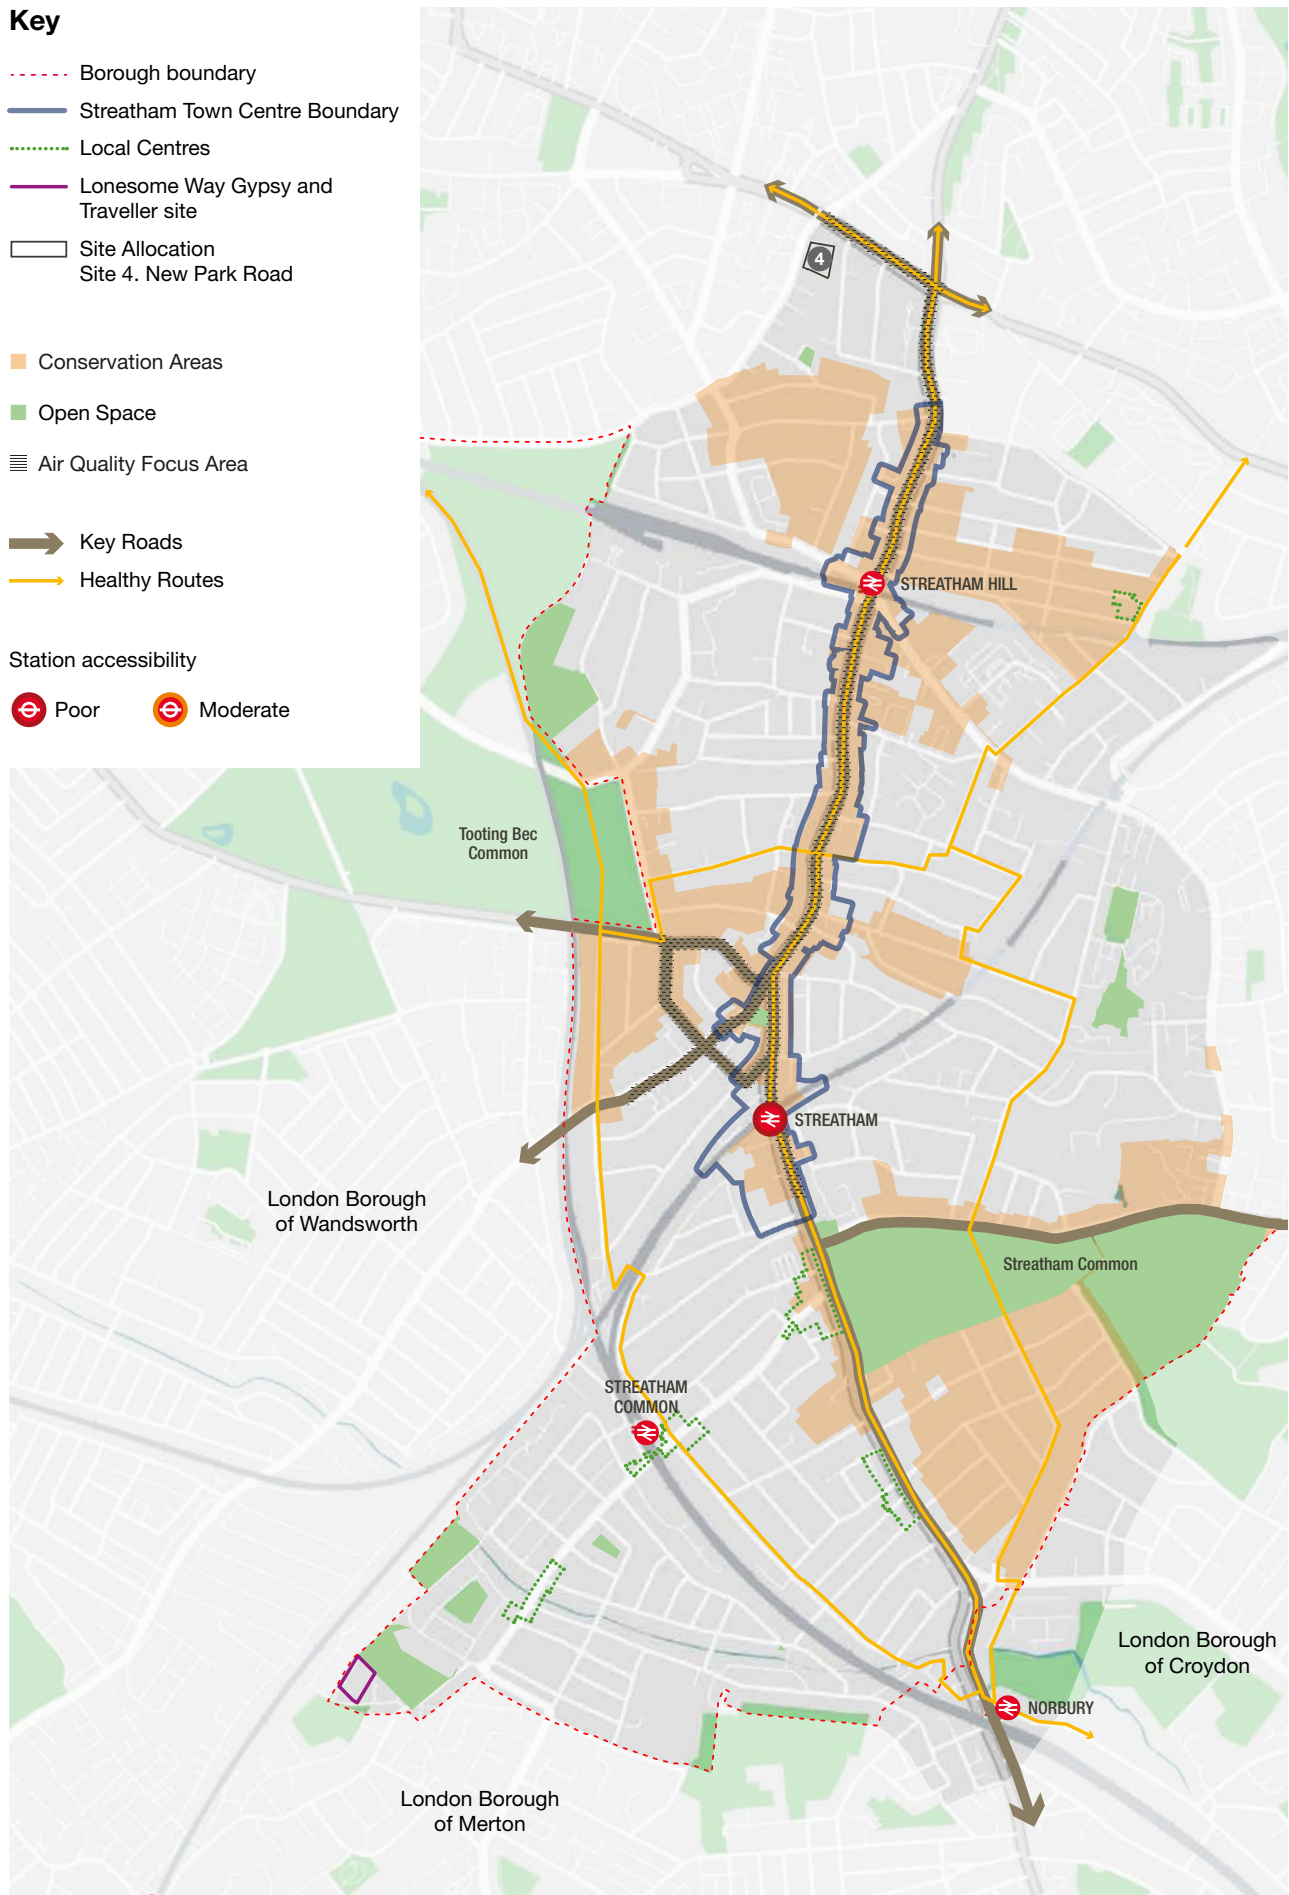 Key
Borough boundary
Streatham Town Centre Boundary
Local Centres
Lonesome Way Gypsy and
Traveller site
Site Allocation
Site 4. New Park Road
Conservation Areas
Open Space
Air Quality Focus Area
Key Roads
Healthy Routes
Station accessibility
Poor
Moderate
4
STREATHAM HILL
Tooting Bec
Common
STREATHAM
London Borough
of Wandsworth
Streatham Common
STREATHAM
COMMON
London Borough
of Croydon
NORBURY
London Borough
of Merton